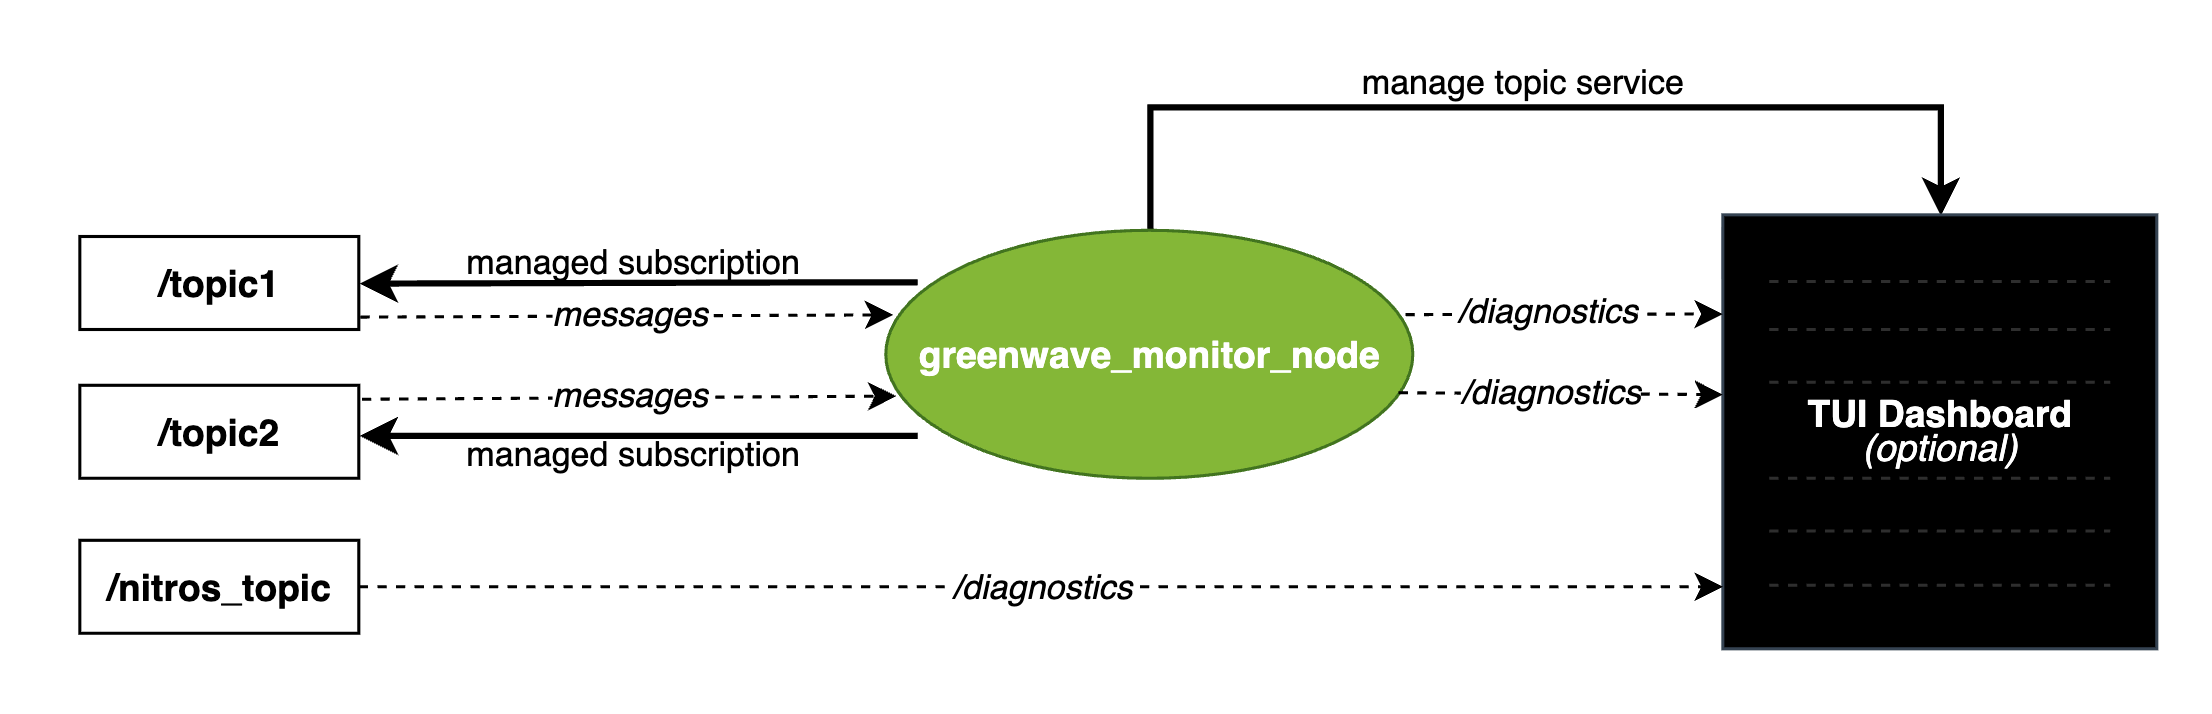 manage topic service
/topic1
managed subscription
messages
/topic2
messages
managed subscription
/nitros_topic
greenwave_monitor_node
/diagnostics
/diagnostics
/diagnostics
TUI Dashboard
(optional)